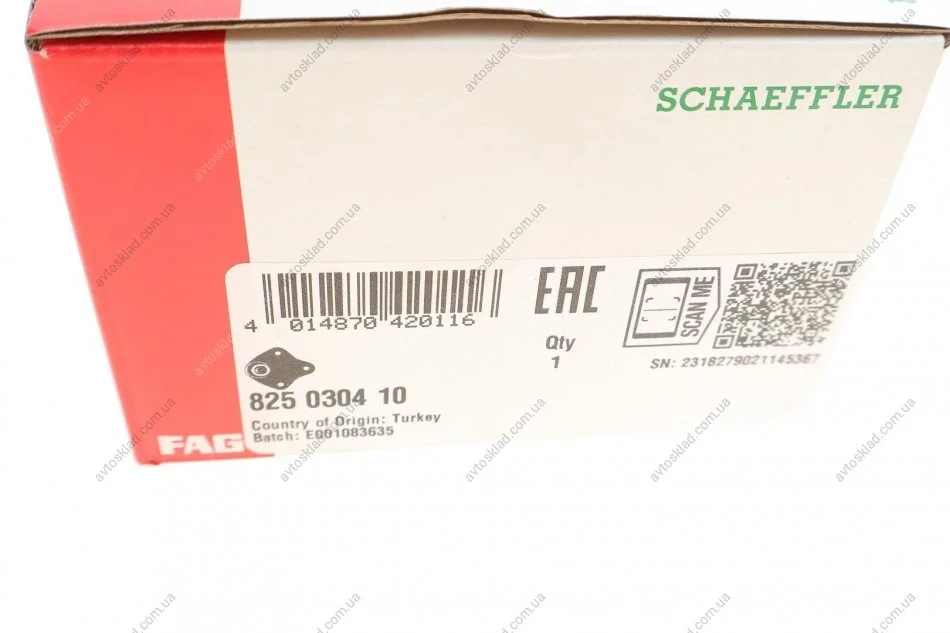 SCHAEFFLER
4 014870 420116
EAC
SCAN ME
Qty
1
SN: 2318279021145367
825 0304 10
Country of Origin: Turkey
Batch: E001083635
FAG
avtosklad.com.ua